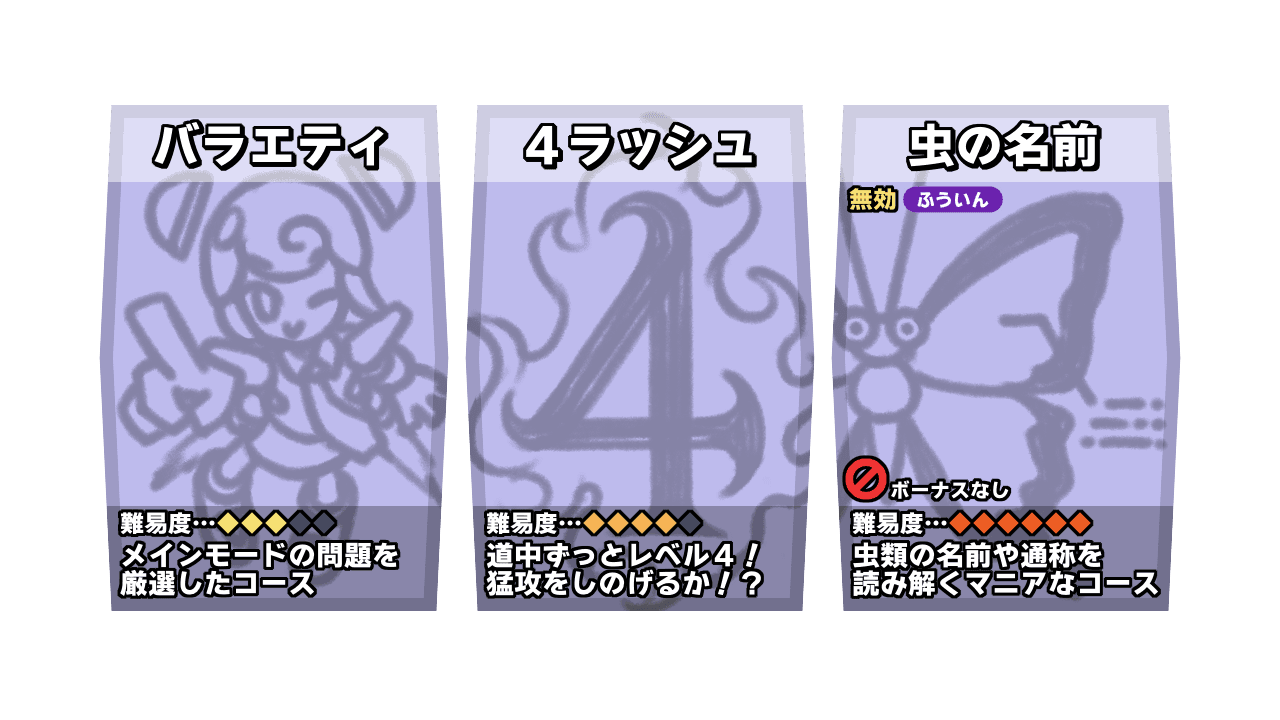 バラエティ
難易度…◆◆◆◆◆
メインモードの問題を
厳選したコース
4ラッシュ
難易度…◆◆◆◆◆
道中ずっとレベル4！
猛攻をしのげるか！？
虫の名前
無効 ふういん
ボーナスなし
難易度…◆◆◆◆◆◆
虫類の名前や通称を
読み解くマニアなコース